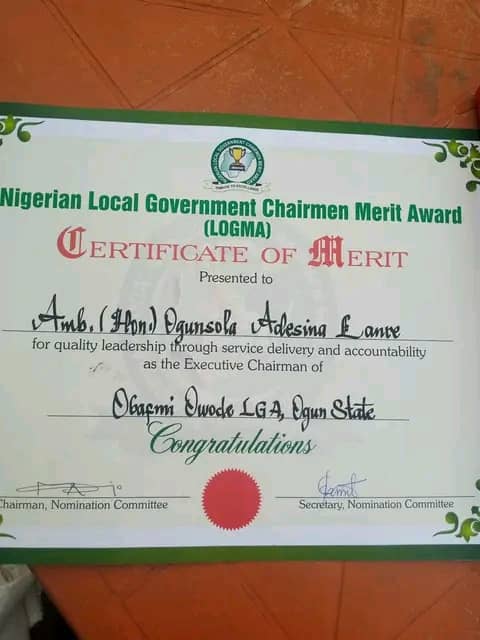 Nigerian Local Government Chairmen Merit Award
(LOGMA)
CERTIFICATE OF MERIT
Presented to
Amb. (Hon) Ogunsola Adesina Lanre
for quality leadership through service delivery and accountability
as the Executive Chairman of
Obafmi Owode LGA, Ogun State
Congratulations
Chairman, Nomination Committee
Secretary, Nomination Committee